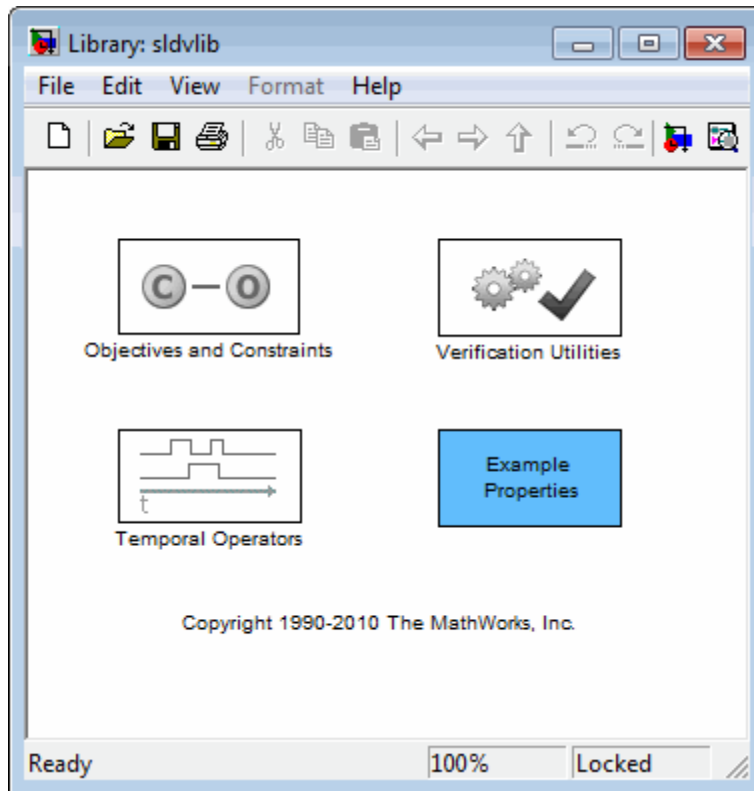 Library: sldvlib
File Edit View Format Help
C O
Objectives and Constraints
Verification Utilities
t
Temporal Operators
Example
Properties
Copyright 1990-2010 The MathWorks, Inc.
Ready 100% Locked